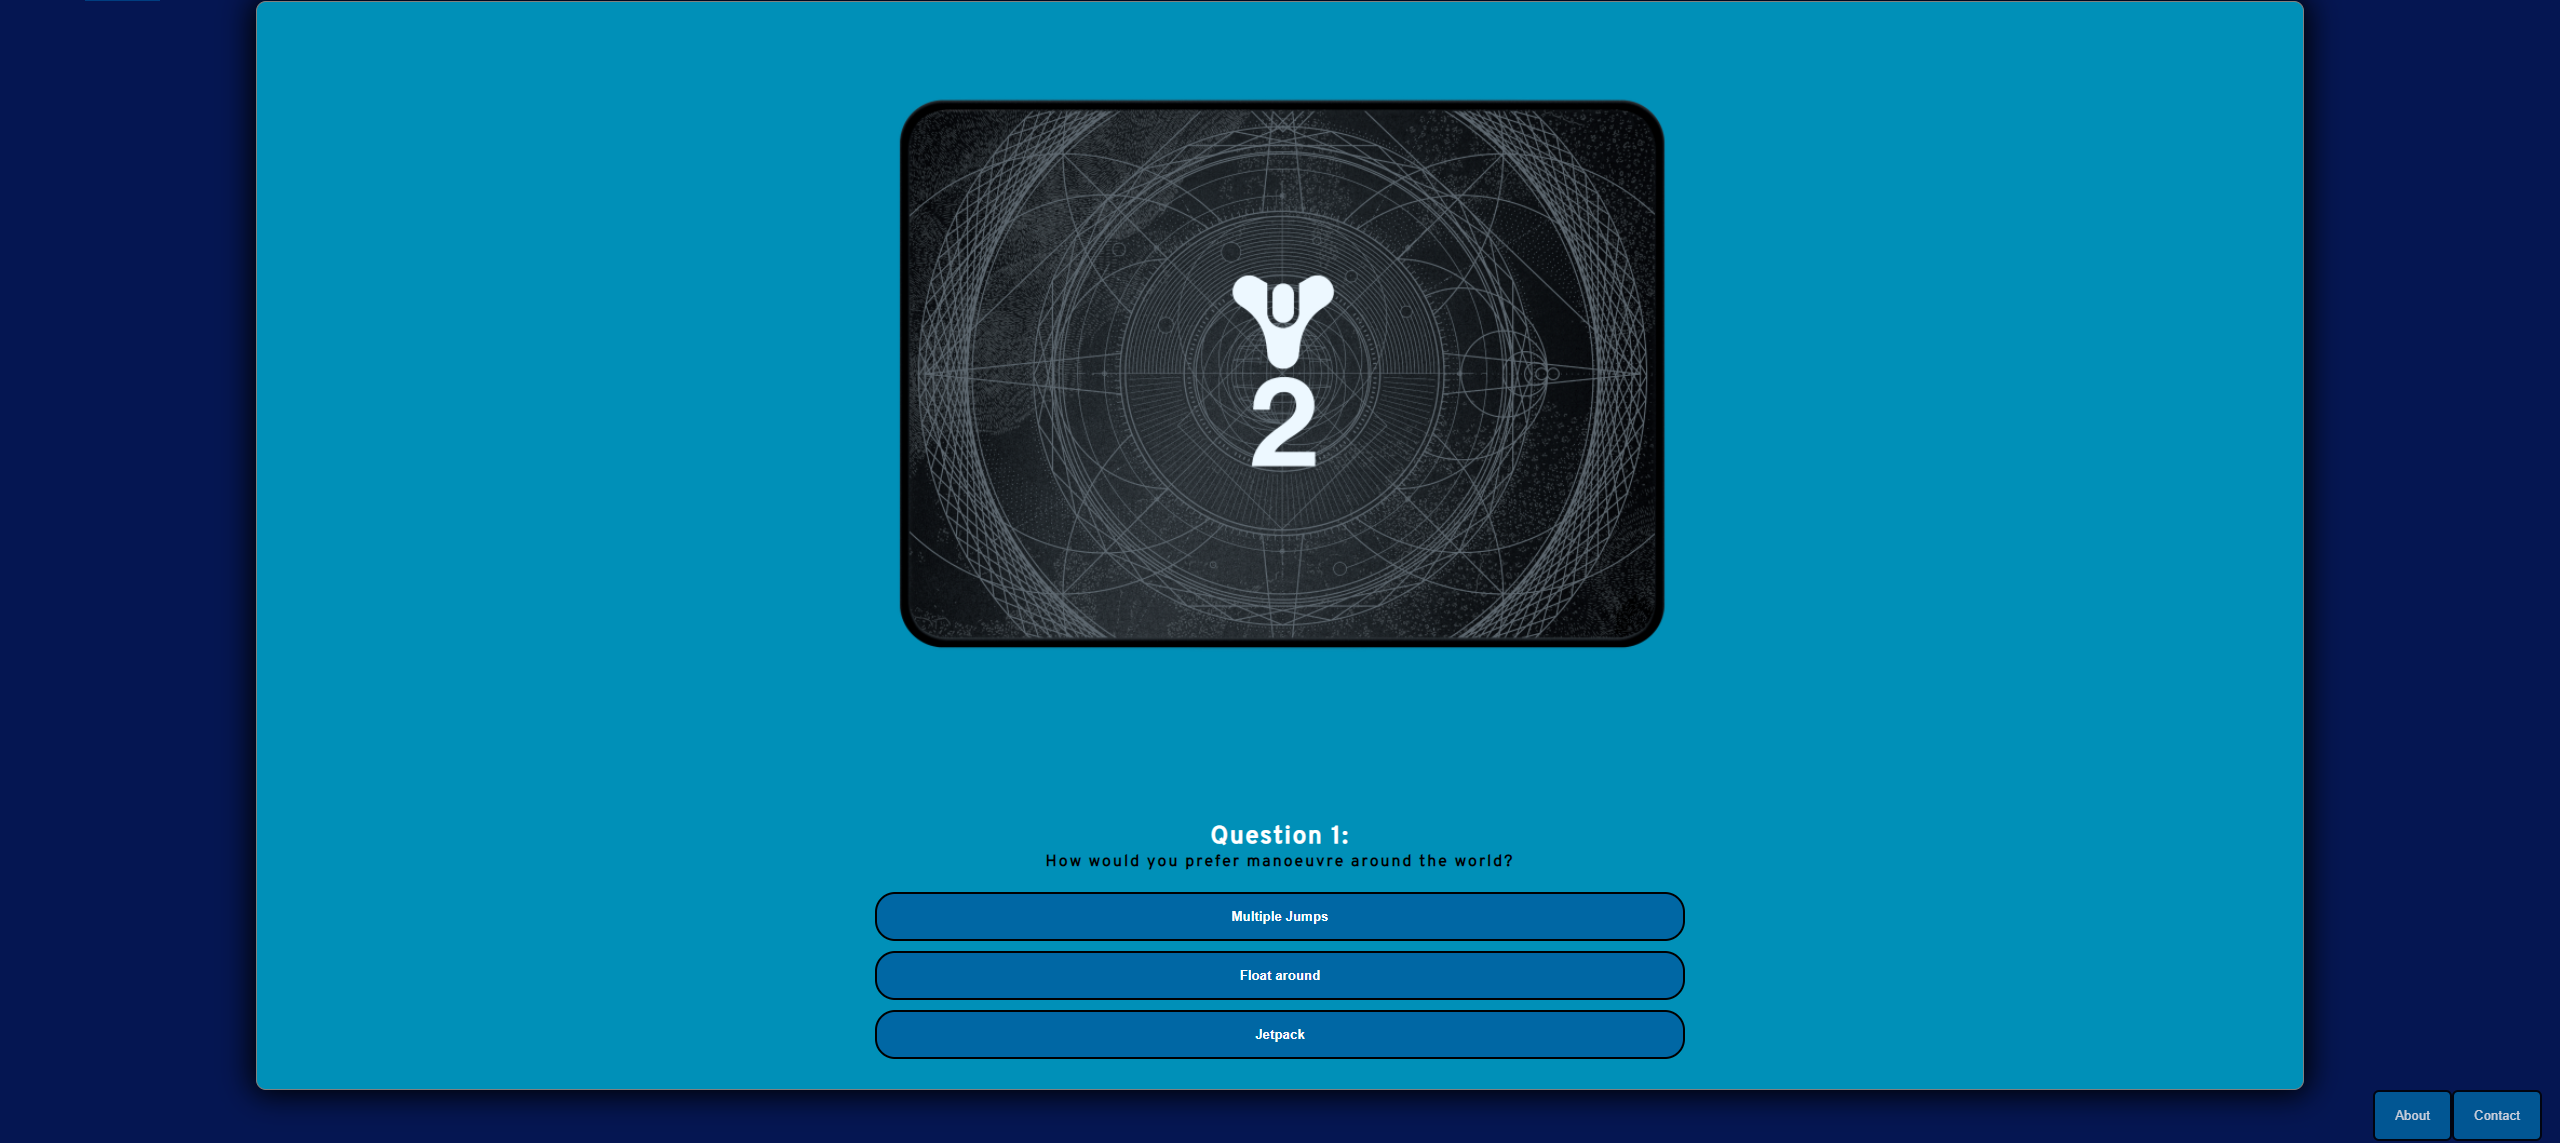 2
Question 1:
How would you prefer manoeuvre around the world?
Multiple Jumps
Float around
Jetpack
About
Contact